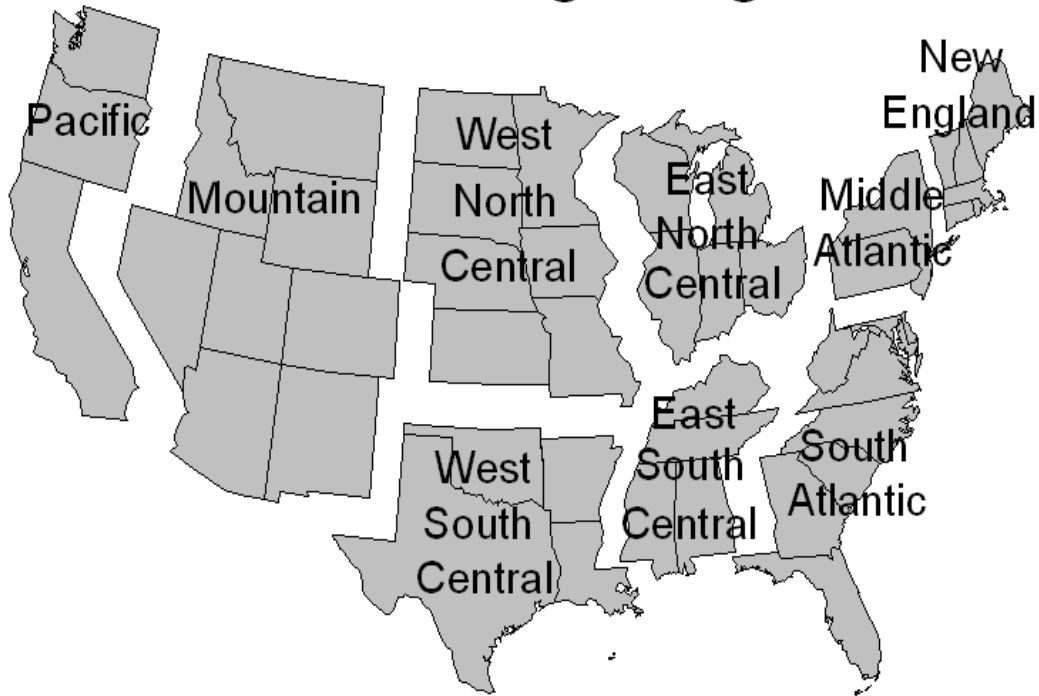 Pacific
Mountain
West
North
Central
East
North
Central
New
England
Middle
Atlantic
West
South
Central
East
South
Central
South
Atlantic